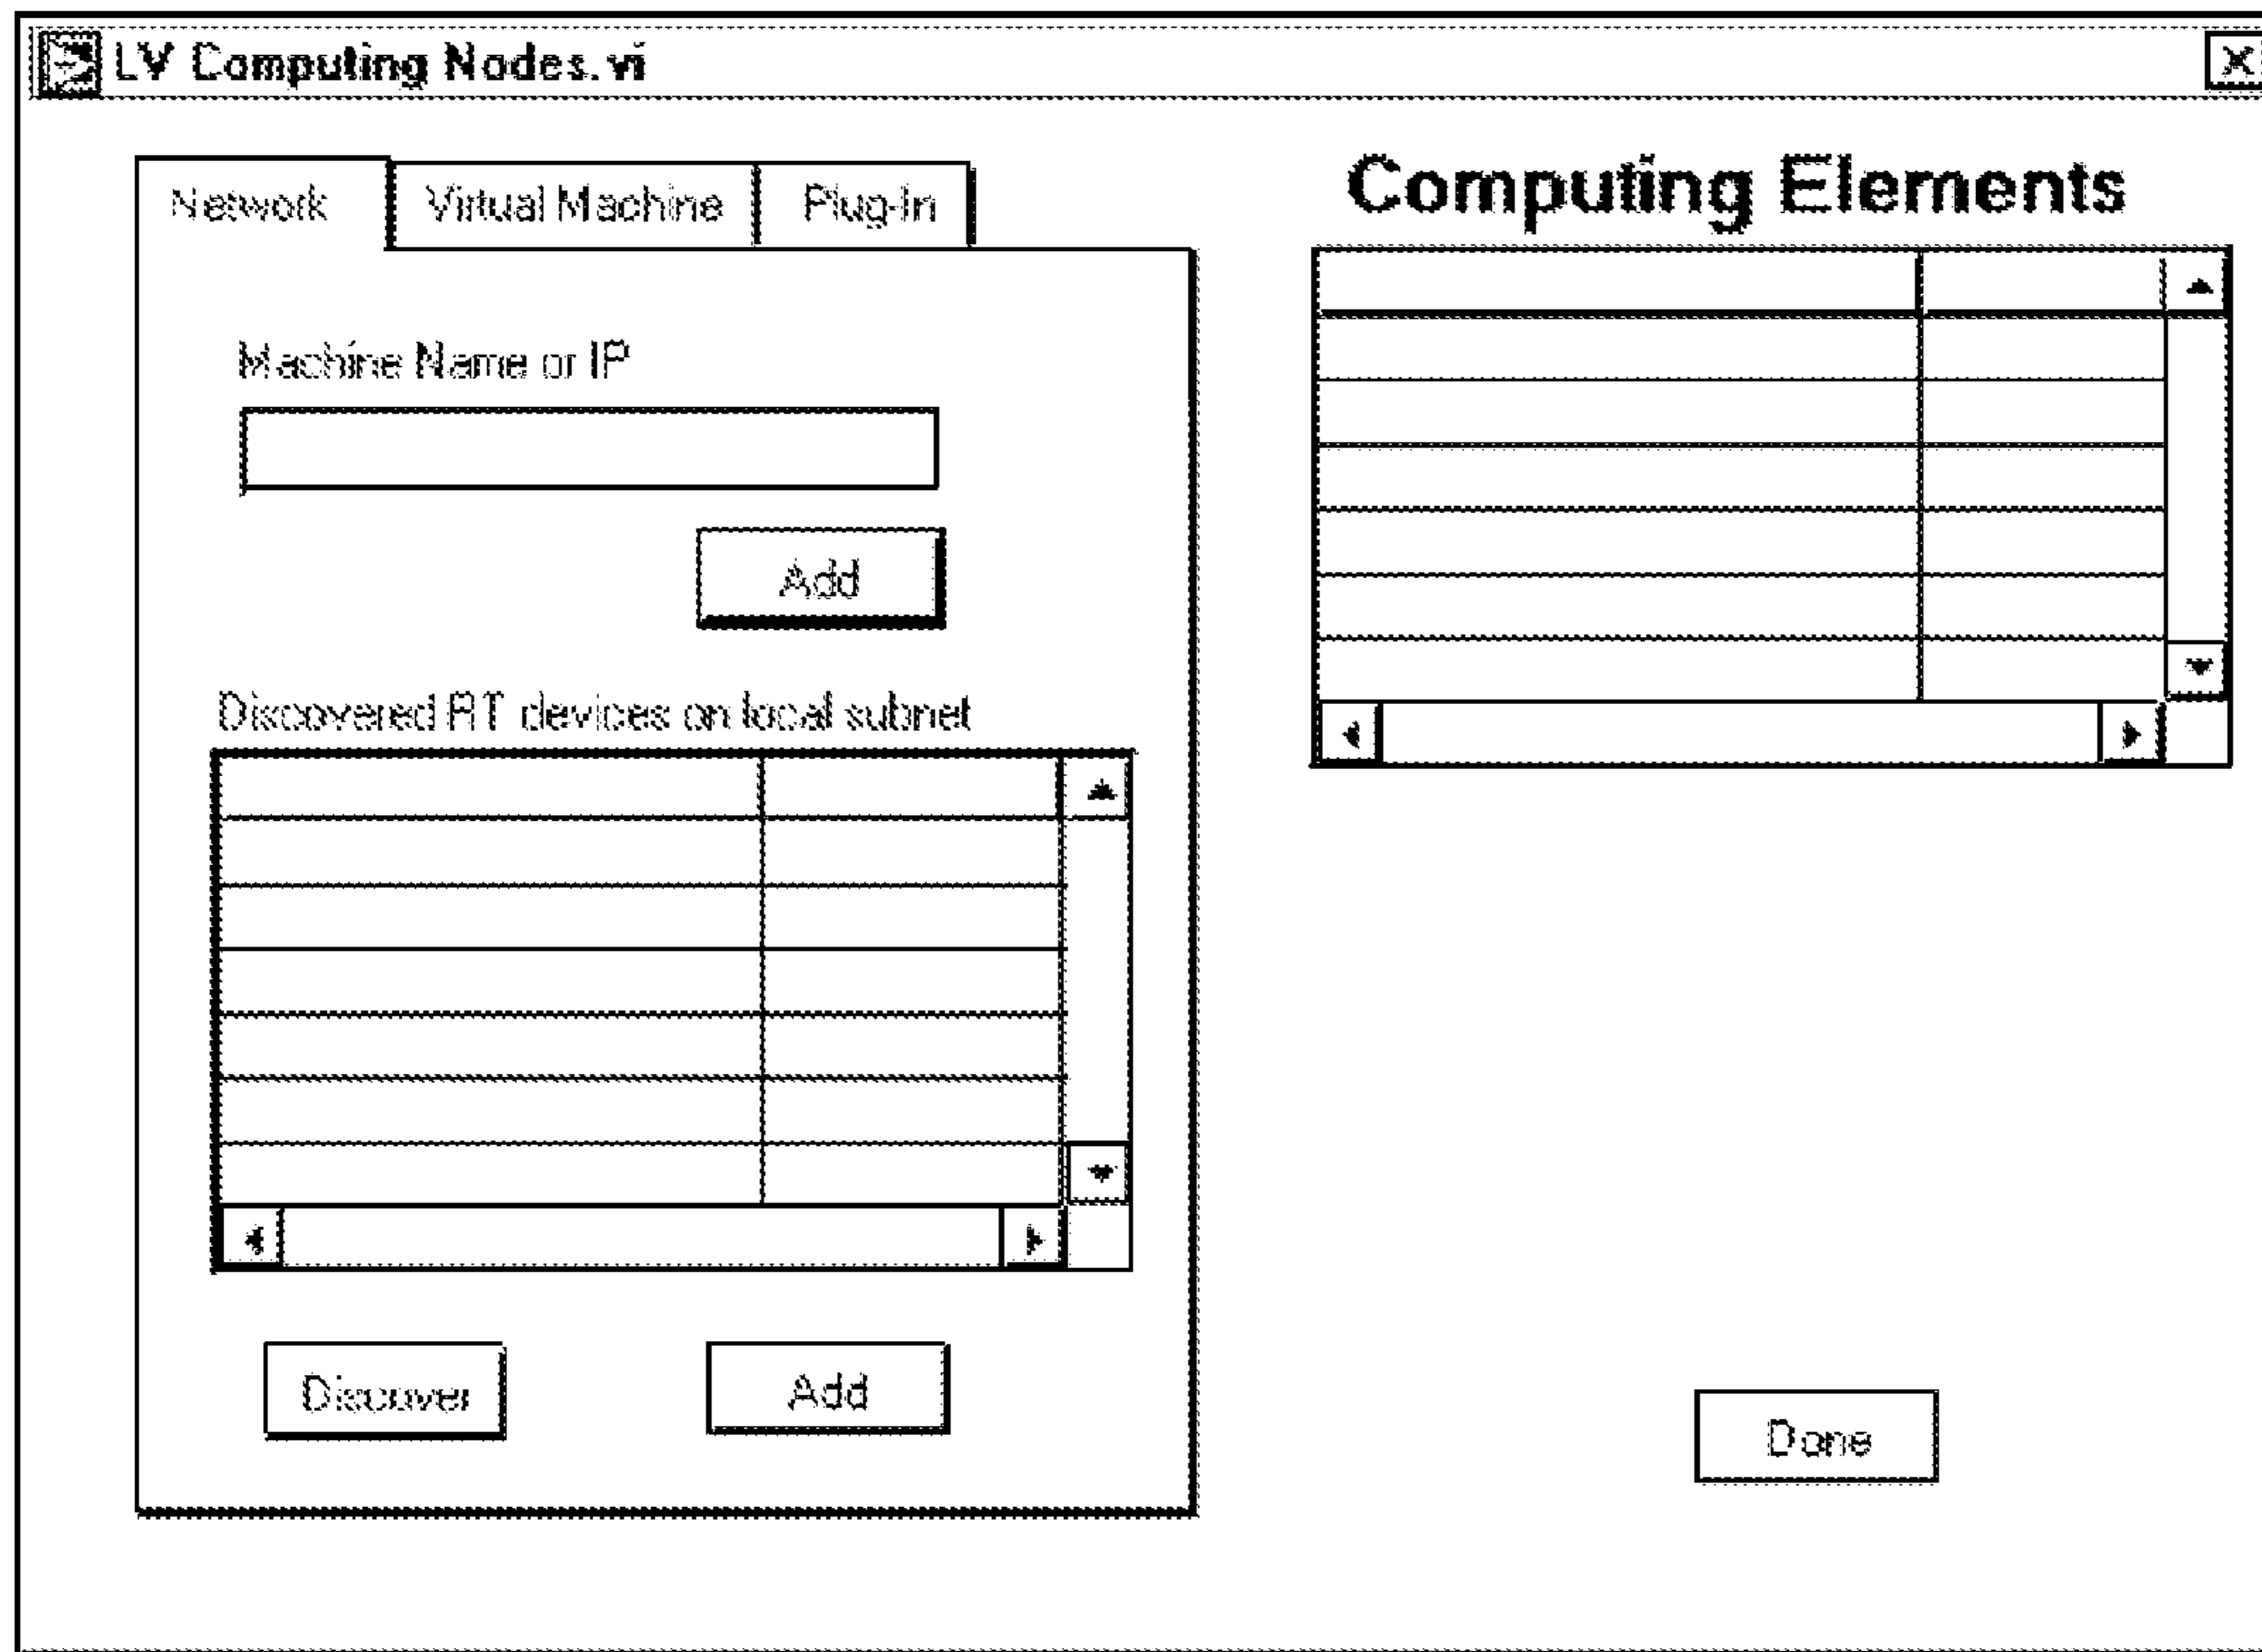 LV Computing Nodes.vi
Network Virtual Machine Plug-In
Machine Name or IP
Add
Discovered RT devices on local subnet
Discover Add
Computing Elements
Done